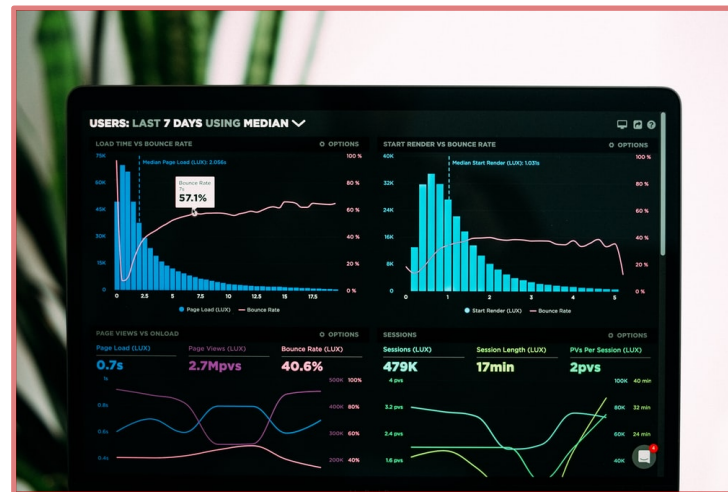 USERS: LAST 7 DAYS USING MEDIAN
LOAD TIME VS BOUNCE RATE
OPTIONS
75K
60K
45K
30K
15K
0
100 %
80 %
60 %
40 %
20 %
0 %
Median Page Load (LUX): 2.056s
Bounce Rate
7s
57.1%
0 2.5 5 7.5 10 12.5 15 17.5
Page Load (LUX) Bounce Rate
START RENDER VS BOUNCE RATE
OPTIONS
40K
32K
24K
16K
8K
0
100 %
80 %
60 %
40 %
20 %
0 %
Median Start Render (LUX): 1.031s
0 1 2 3 4 5
Start Render (LUX) Bounce Rate
PAGE VIEWS VS ONLOAD
OPTIONS
Page Load (LUX) Page Views (LUX) Bounce Rate (LUX)
0.7s 2.7Mpvs 40.6%
1s
0.8s
0.6s
0.4s
500K 100%
400K 80%
300K 60%
200K 40%
SESSIONS
OPTIONS
Sessions (LUX) Session Length (LUX) PVs Per Session (LUX)
479K 17min 2pvs
4 pvs
3.2 pvs
2.4 pvs
1.6 pvs
100K 40 min
80K 32 min
60K 24 min
40K
4